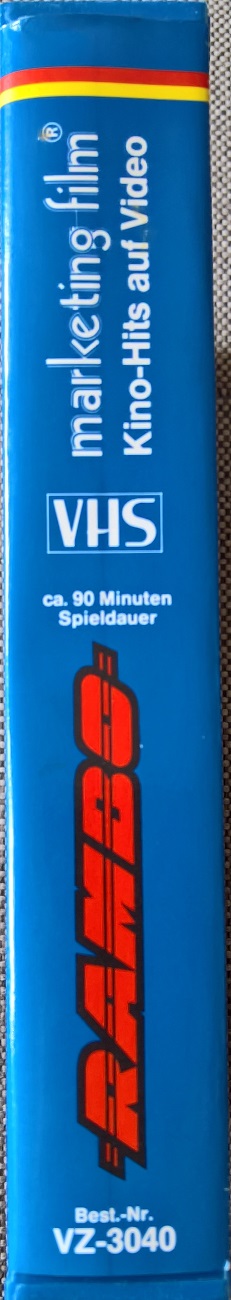 marketing film®
Kino-Hits auf Video
VHS
ca. 90 Minuten
Spieldauer
RAMBO
Best.-Nr.
VZ-3040